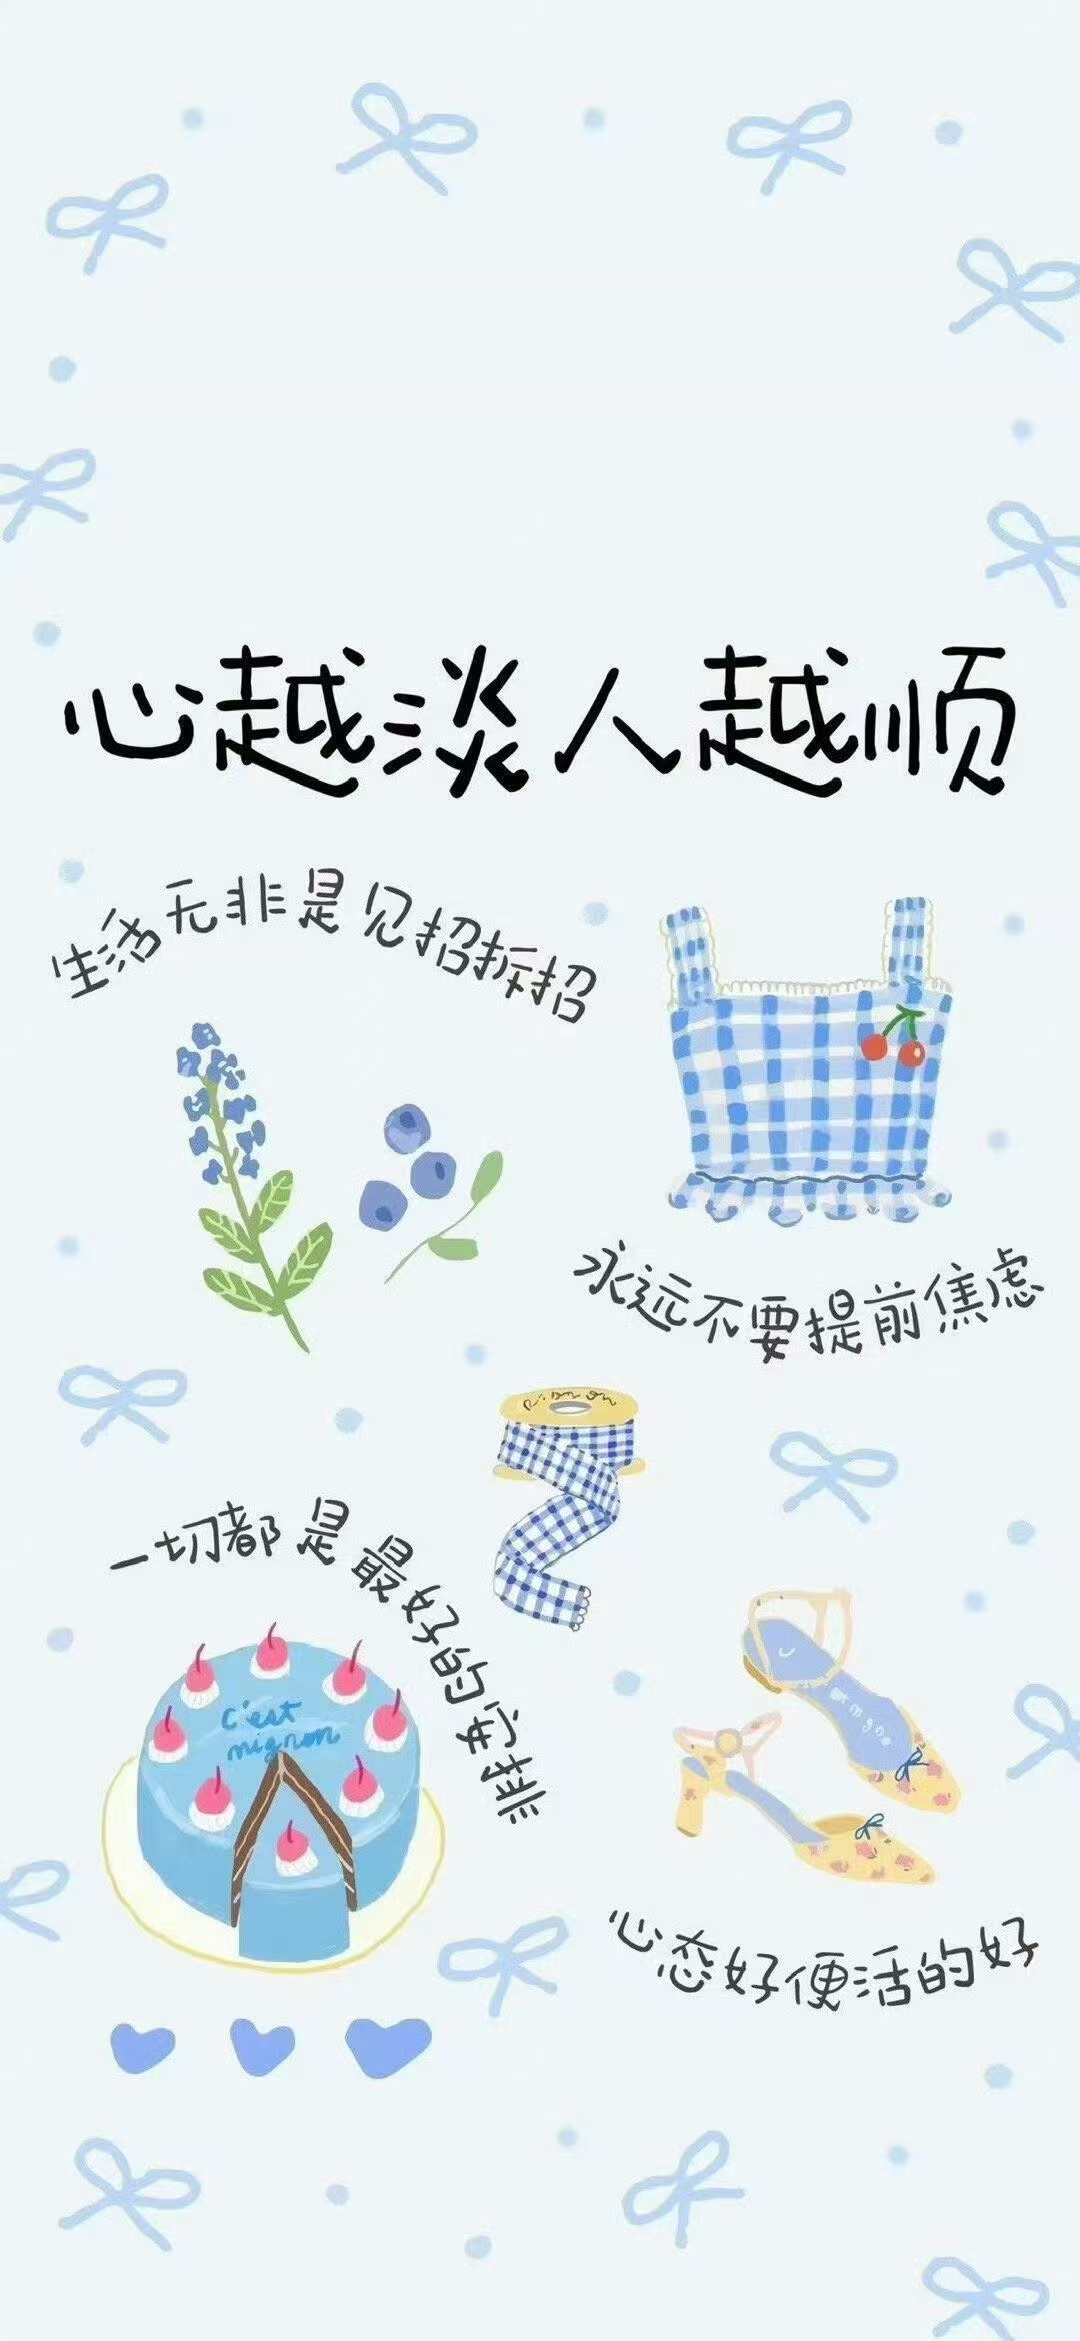 心越淡人越顺
生活无非是见招拆招
永远不要提前焦虑
Ribbon
一切都是最好的安排
c'est
mignon
心态好便活的好